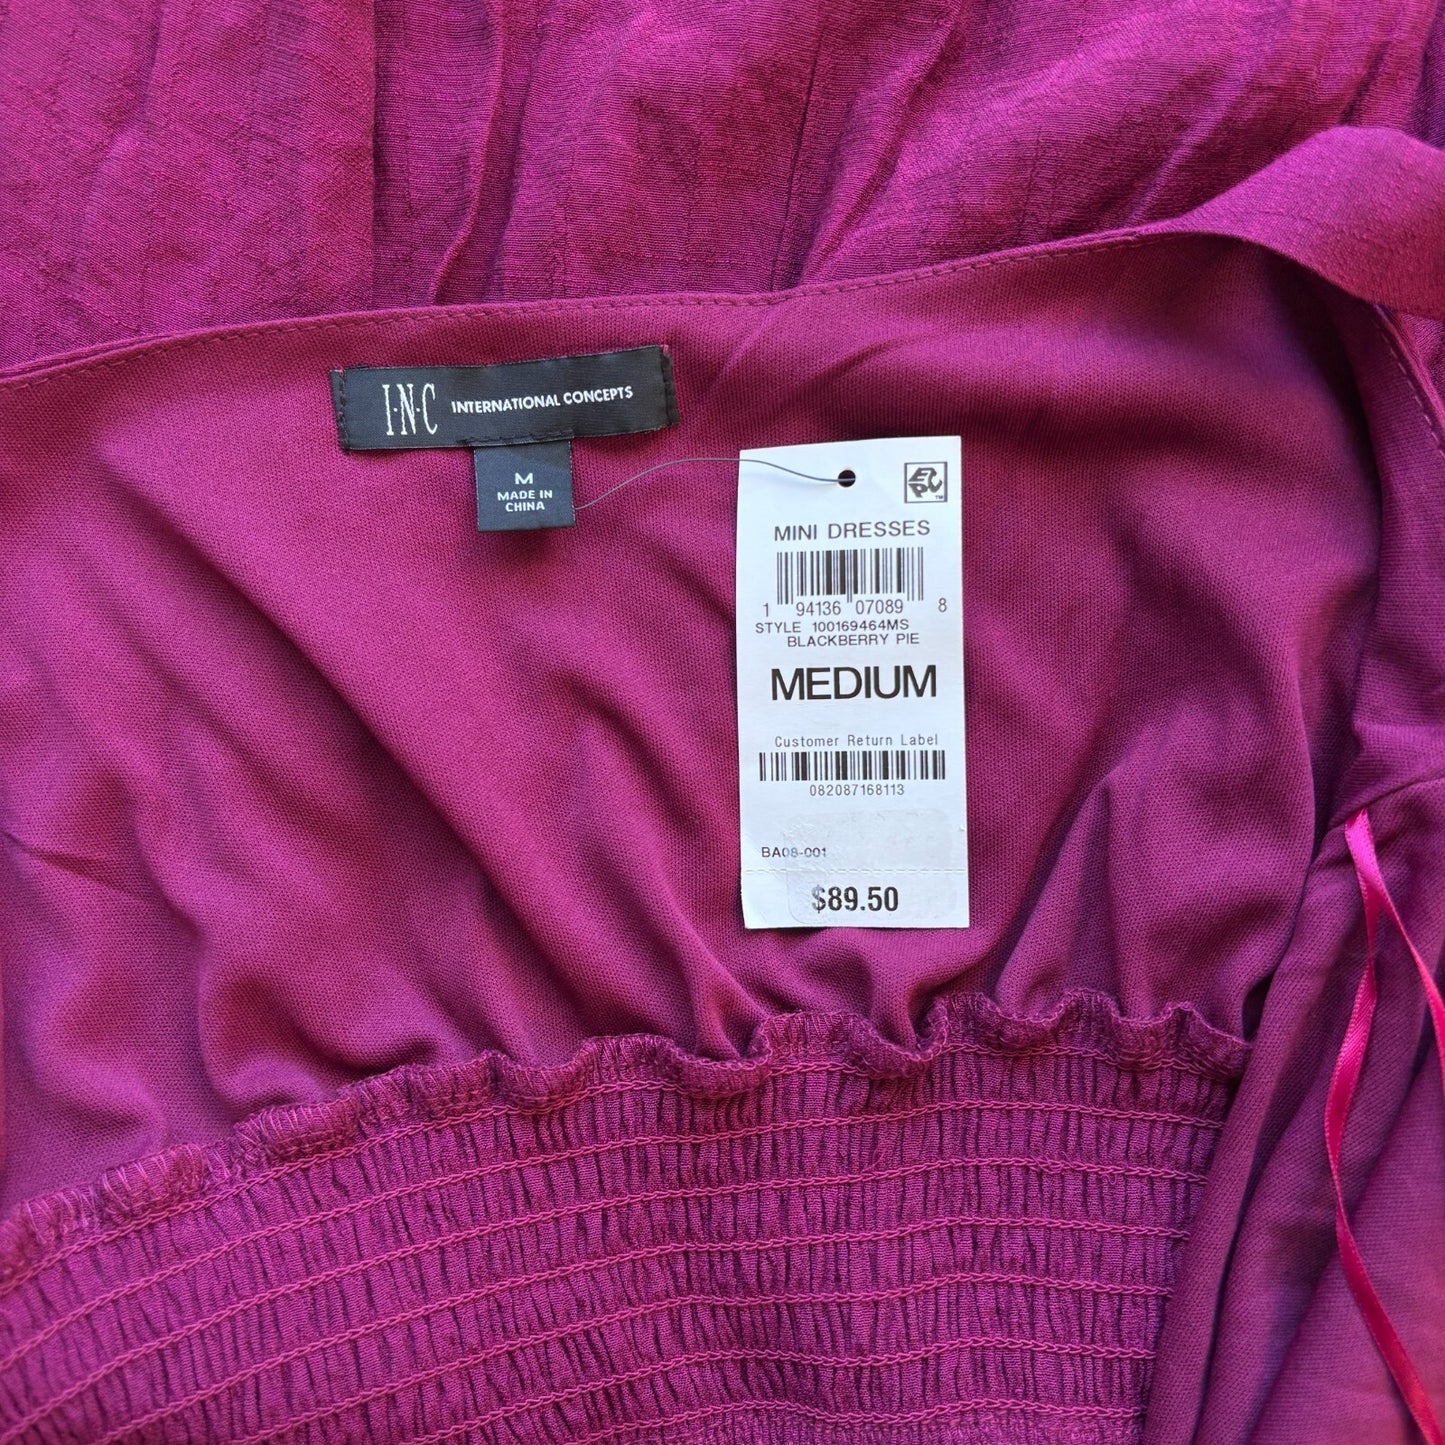 I·N·C INTERNATIONAL CONCEPTS
M
MADE IN
CHINA
EPC™
MINI DRESSES
1 94136 07089 8
STYLE 100169464MS
BLACKBERRY PIE
MEDIUM
Customer Return Label
082087168113
BA08-001
$89.50